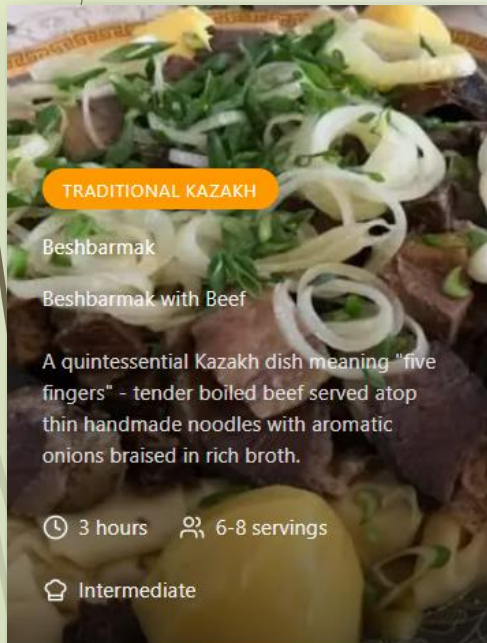 TRADITIONAL KAZAKH
Beshbarmak
Beshbarmak with Beef
A quintessential Kazakh dish meaning "five
fingers" - tender boiled beef served atop
thin handmade noodles with aromatic
onions braised in rich broth.
3 hours 6-8 servings
Intermediate